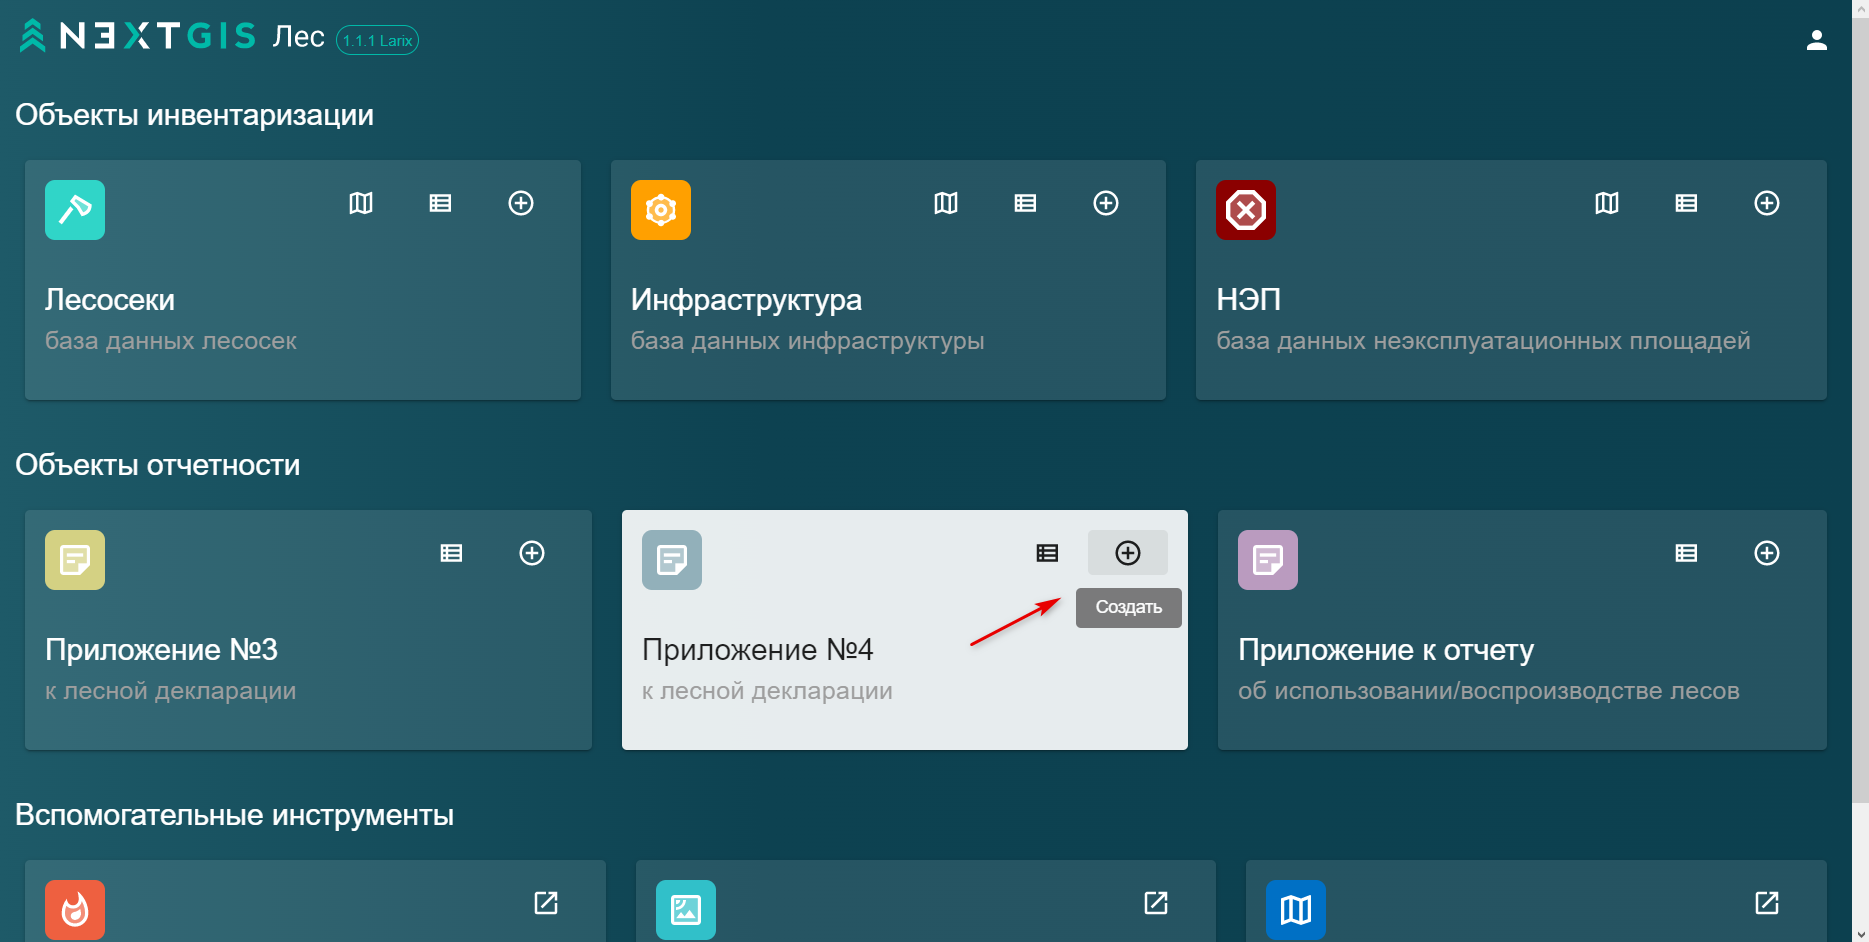 NEXTGIS Лес 1.1.1 Larix
Объекты инвентаризации
Лесосеки
база данных лесосек
Инфраструктура
база данных инфраструктуры
НЭП
база данных неэксплуатационных площадей
Объекты отчетности
Создать
Приложение №3
к лесной декларации
Приложение №4
к лесной декларации
Приложение к отчету
об использовании/воспроизводстве лесов
Вспомогательные инструменты